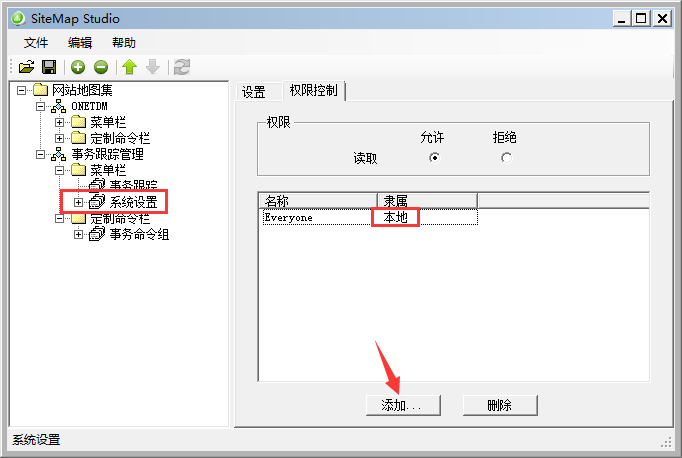 SiteMap Studio
文件 编辑 帮助
网站地图集
ONETDM
菜单栏
定制命令栏
事务跟踪管理
菜单栏
事务跟踪
系统设置
定制命令栏
事务命令组
设置 权限控制
权限
允许 拒绝
读取
名称 隶属
Everyone 本地
添加... 删除
系统设置